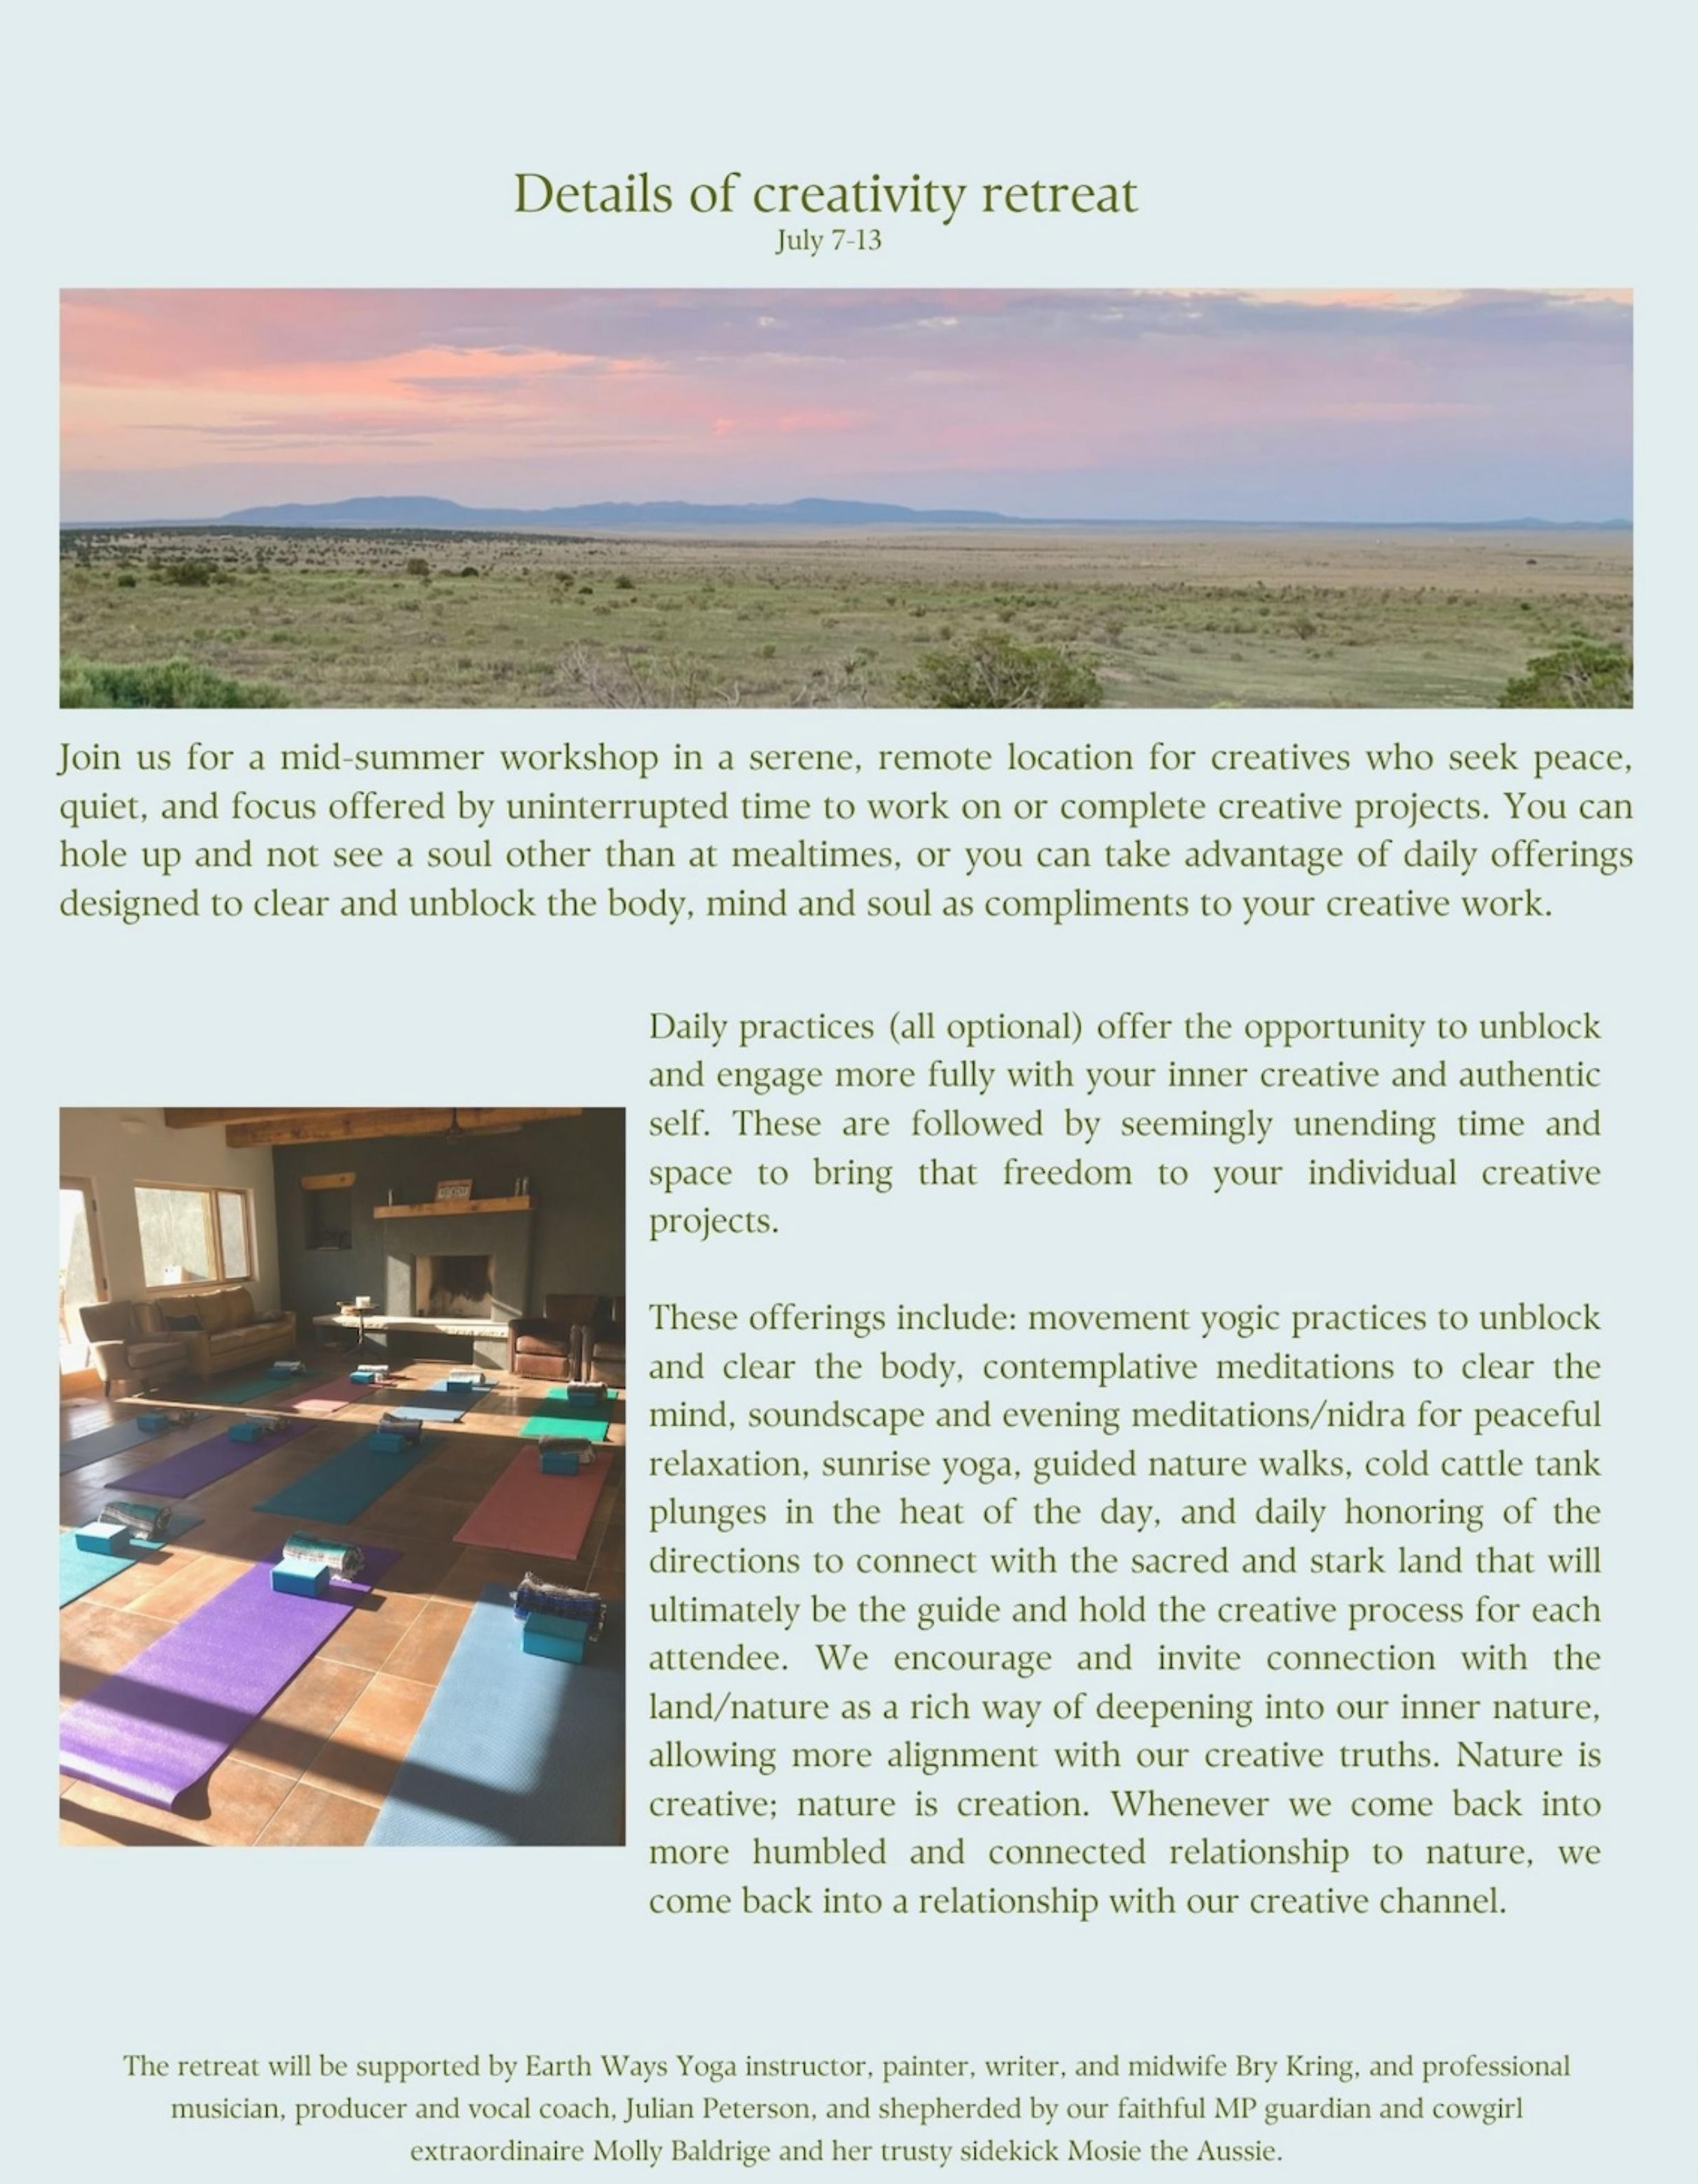 Details of creativity retreat
July 7-13
Join us for a mid-summer workshop in a serene, remote location for creatives who seek peace,
quiet, and focus offered by uninterrupted time to work on or complete creative projects. You can
hole up and not see a soul other than at mealtimes, or you can take advantage of daily offerings
designed to clear and unblock the body, mind and soul as compliments to your creative work.
Daily practices (all optional) offer the opportunity to unblock
and engage more fully with your inner creative and authentic
self. These are followed by seemingly unending time and
space to bring that freedom to your individual creative
projects.
These offerings include: movement yogic practices to unblock
and clear the body, contemplative meditations to clear the
mind, soundscape and evening meditations/nidra for peaceful
relaxation, sunrise yoga, guided nature walks, cold cattle tank
plunges in the heat of the day, and daily honoring of the
directions to connect with the sacred and stark land that will
ultimately be the guide and hold the creative process for each
attendee. We encourage and invite connection with the
land/nature as a rich way of deepening into our inner nature,
allowing more alignment with our creative truths. Nature is
creative; nature is creation. Whenever we come back into
more humbled and connected relationship to nature, we
come back into a relationship with our creative channel.
The retreat will be supported by Earth Ways Yoga instructor, painter, writer, and midwife Bry Kring, and professional
musician, producer and vocal coach, Julian Peterson, and shepherded by our faithful MP guardian and cowgirl
extraordinaire Molly Baldrige and her trusty sidekick Mosie the Aussie.